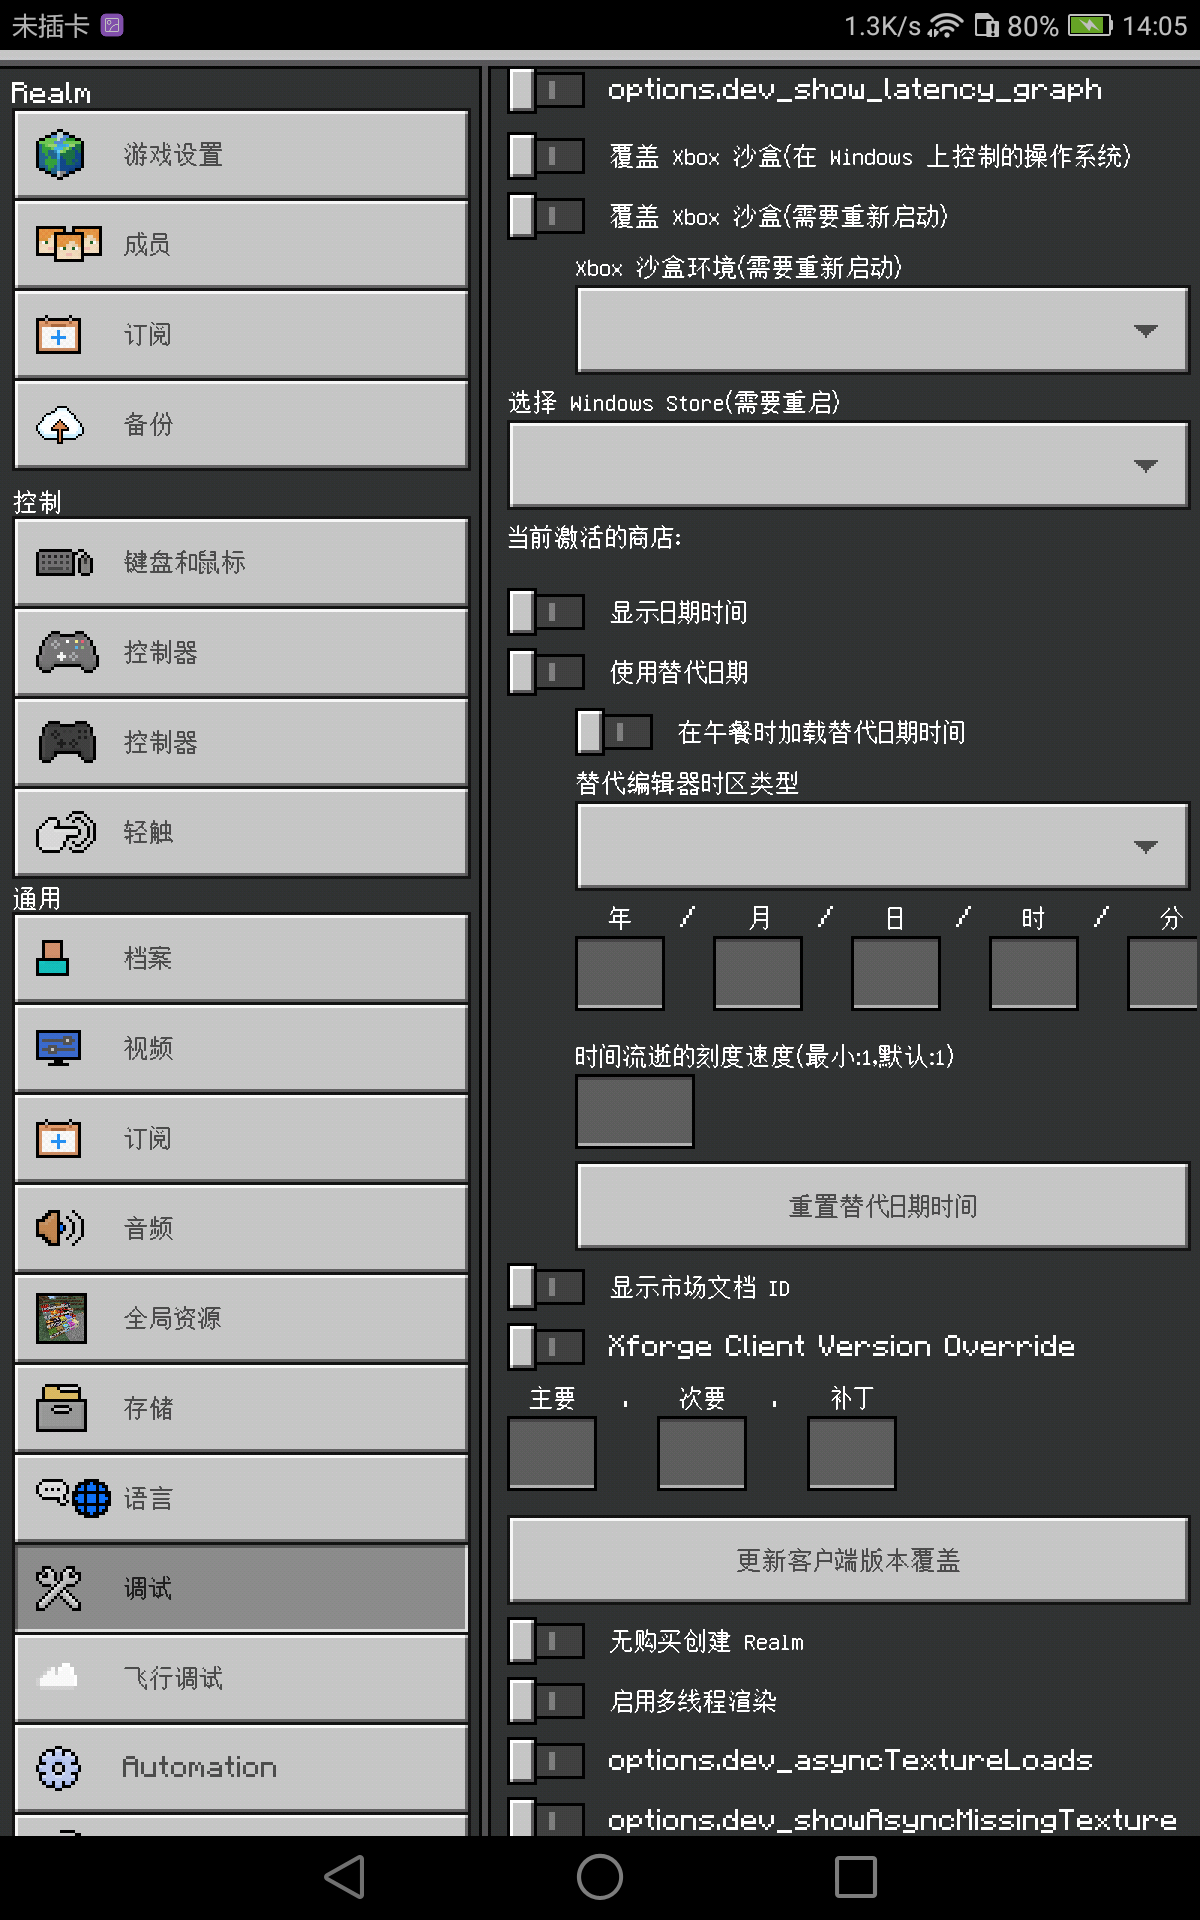 未插卡 1.3K/s 80% 14:05
Realm
游戏设置
成员
订阅
备份
控制
键盘和鼠标
控制器
控制器
轻触
通用
档案
视频
订阅
音频
全局资源
存储
语言
调试
飞行调试
Automation
options.dev_show_latency_graph
覆盖 Xbox 沙盒(在 Windows 上控制的操作系统)
覆盖 Xbox 沙盒(需要重新启动)
Xbox 沙盒环境(需要重新启动)
选择 Windows Store(需要重启)
当前激活的商店:
显示日期时间
使用替代日期
在午餐时加载替代日期时间
替代编辑器时区类型
年 / 月 / 日 / 时 / 分
时间流逝的刻度速度(最小:1,默认:1)
重置替代日期时间
显示市场文档 ID
Xforge Client Version Override
主要 . 次要 . 补丁
更新客户端版本覆盖
无购买创建 Realm
启用多线程渲染
options.dev_asyncTextureLoads
options.dev_showAsyncMissingTexture